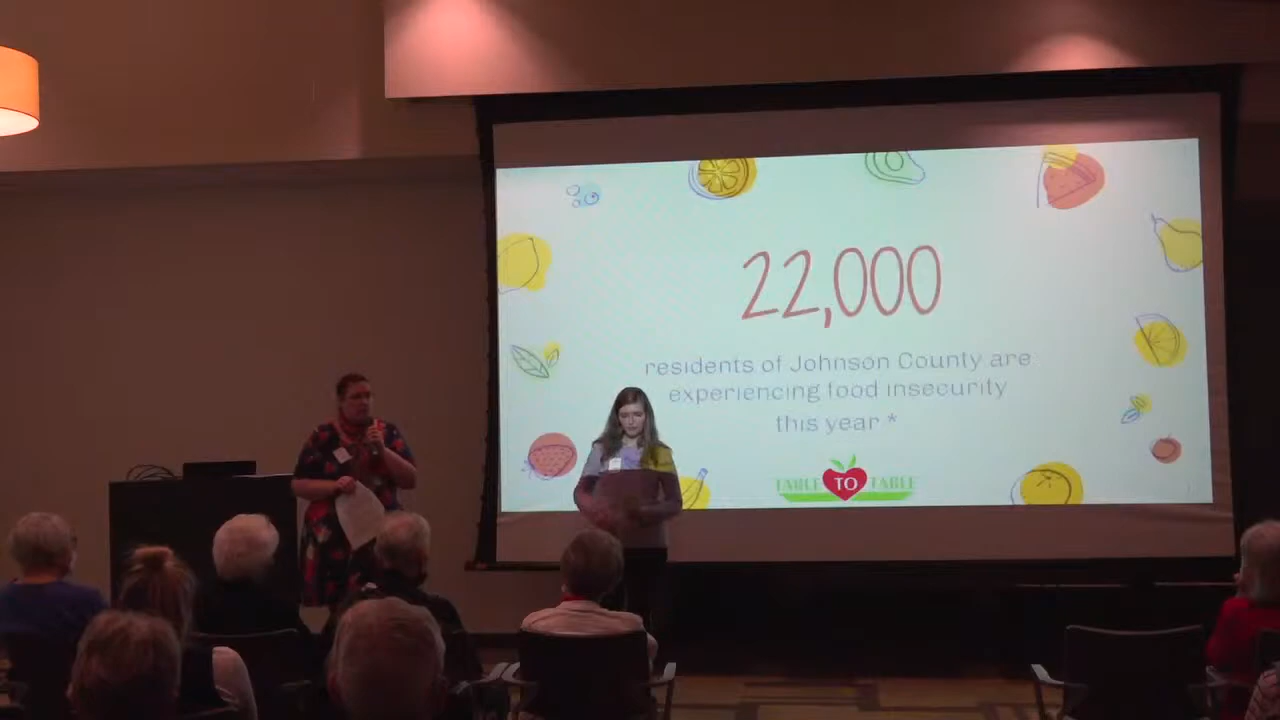 22,000
residents of Johnson County are
experiencing food insecurity
this year *
TABLE TO TABLE